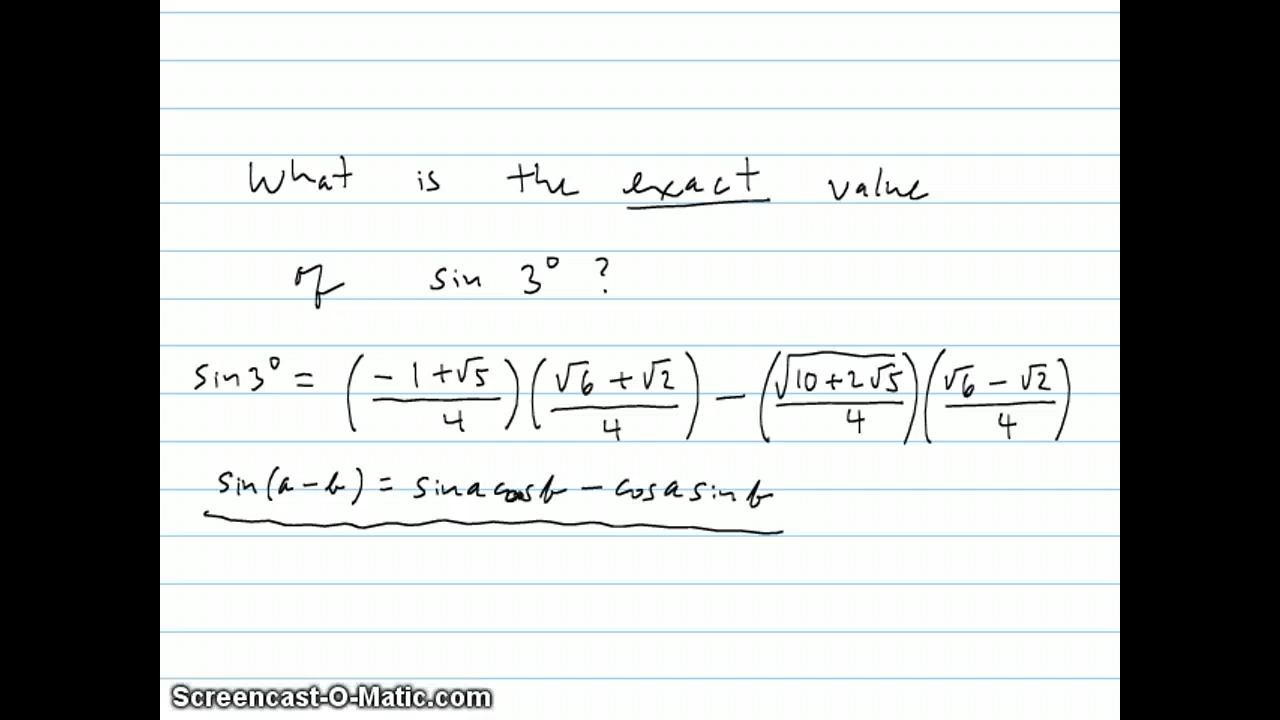 What is the exact value
of sin 3° ?
sin 3° = (-1+√5/4)(√6+√2/4) - (√(10+2√5)/4)(√6-√2/4)
sin(a-b) = sin a cos b - cos a sin b
Screencast-O-Matic.com